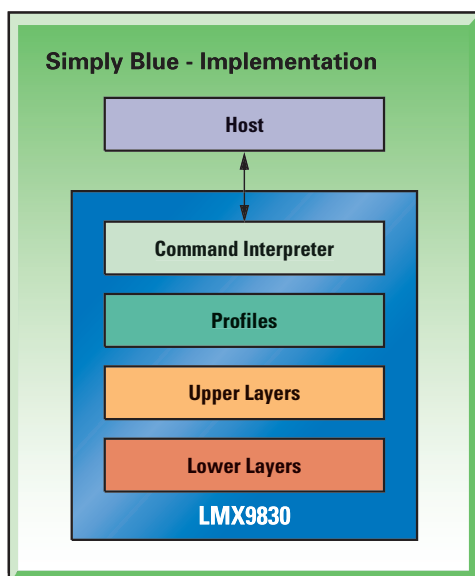 Simply Blue - Implementation
Host
Command Interpreter
Profiles
Upper Layers
Lower Layers
LMX9830